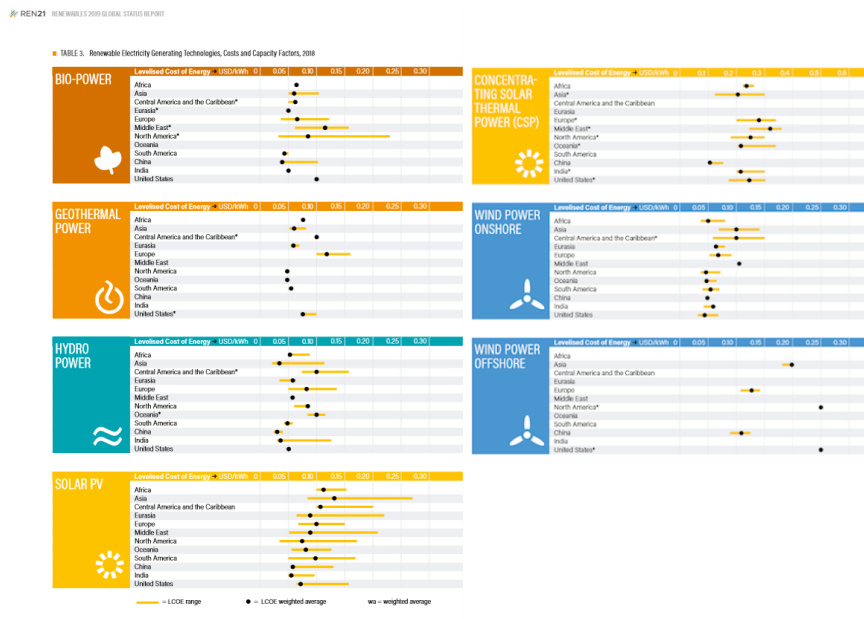 REN21 RENEWABLES 2019 GLOBAL STATUS REPORT
TABLE 3. Renewable Electricity Generating Technologies, Costs and Capacity Factors, 2018
BIO-POWER
Levelised Cost of Energy → USD/kWh 0 0.05 0.10 0.15 0.20 0.25 0.30
Africa
Asia
Central America and the Caribbean*
Eurasia*
Europe
Middle East*
North America*
Oceania
South America
China
India
United States
GEOTHERMAL
POWER
Levelised Cost of Energy → USD/kWh 0 0.05 0.10 0.15 0.20 0.25 0.30
Africa
Asia
Central America and the Caribbean*
Eurasia
Europe
Middle East
North America
Oceania
South America
China
India
United States*
HYDRO
POWER
Levelised Cost of Energy → USD/kWh 0 0.05 0.10 0.15 0.20 0.25 0.30
Africa
Asia
Central America and the Caribbean*
Eurasia
Europe
Middle East
North America
Oceania*
South America
China
India
United States
SOLAR PV
Levelised Cost of Energy → USD/kWh 0 0.05 0.10 0.15 0.20 0.25 0.30
Africa
Asia
Central America and the Caribbean
Eurasia
Europe
Middle East
North America
Oceania
South America
China
India
United States
= LCOE range = LCOE weighted average wa = weighted average
CONCENTRA-
TING SOLAR
THERMAL
POWER (CSP)
Levelised Cost of Energy → USD/kWh 0 0.1 0.2 0.3 0.4 0.5 0.6
Africa
Asia*
Central America and the Caribbean
Eurasia
Europe*
Middle East*
North America*
Oceania*
South America
China
India*
United States*
WIND POWER
ONSHORE
Levelised Cost of Energy → USD/kWh 0 0.05 0.10 0.15 0.20 0.25 0.30
Africa
Asia
Central America and the Caribbean*
Eurasia
Europe
Middle East
North America
Oceania
South America
China
India
United States
WIND POWER
OFFSHORE
Levelised Cost of Energy → USD/kWh 0 0.05 0.10 0.15 0.20 0.25 0.30
Africa
Asia
Central America and the Caribbean
Eurasia
Europe
Middle East
North America*
Oceania
South America
China
India
United States*